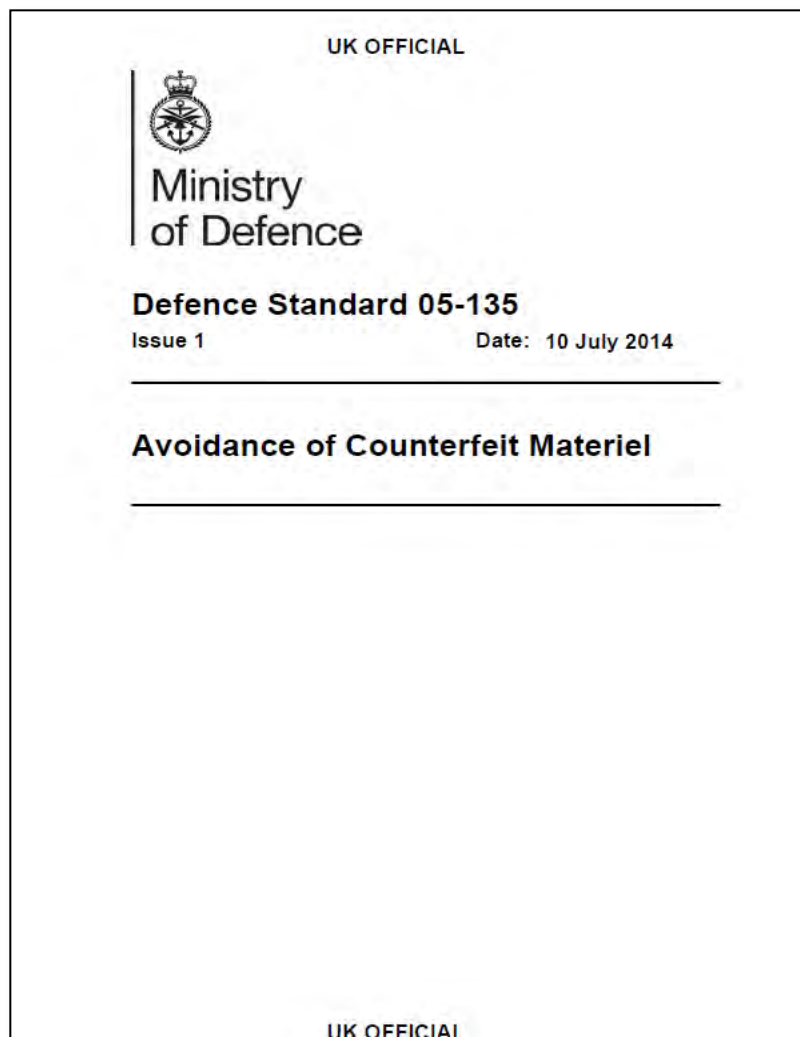 UK OFFICIAL
Ministry
of Defence
Defence Standard 05-135
Issue 1 Date: 10 July 2014
Avoidance of Counterfeit Materiel
UK OFFICIAL